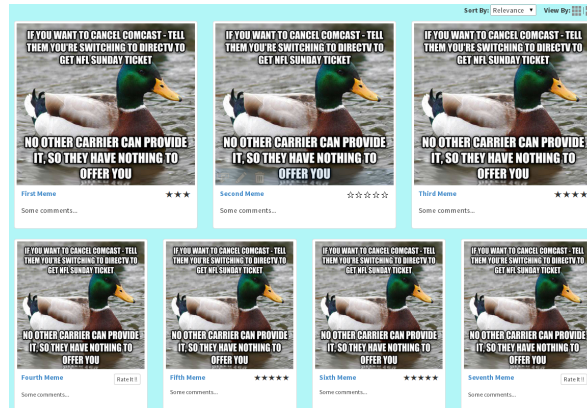 Sort By: Relevance View By:
IF YOU WANT TO CANCEL COMCAST - TELL
THEM YOU'RE SWITCHING TO DIRECTV TO
GET NFL SUNDAY TICKET
NO OTHER CARRIER CAN PROVIDE
IT, SO THEY HAVE NOTHING TO
OFFER YOU
First Meme ★★★
Some comments...
IF YOU WANT TO CANCEL COMCAST - TELL
THEM YOU'RE SWITCHING TO DIRECTV TO
GET NFL SUNDAY TICKET
NO OTHER CARRIER CAN PROVIDE
IT, SO THEY HAVE NOTHING TO
OFFER YOU
Second Meme ☆☆☆☆☆
Some comments...
IF YOU WANT TO CANCEL COMCAST - TELL
THEM YOU'RE SWITCHING TO DIRECTV TO
GET NFL SUNDAY TICKET
NO OTHER CARRIER CAN PROVIDE
IT, SO THEY HAVE NOTHING TO
OFFER YOU
Third Meme ★★★★
Some comments...
IF YOU WANT TO CANCEL COMCAST - TELL
THEM YOU'RE SWITCHING TO DIRECTV TO
GET NFL SUNDAY TICKET
NO OTHER CARRIER CAN PROVIDE
IT, SO THEY HAVE NOTHING TO
OFFER YOU
Fourth Meme Rate It !!
Some comments...
IF YOU WANT TO CANCEL COMCAST - TELL
THEM YOU'RE SWITCHING TO DIRECTV TO
GET NFL SUNDAY TICKET
NO OTHER CARRIER CAN PROVIDE
IT, SO THEY HAVE NOTHING TO
OFFER YOU
Fifth Meme ★★★★★
Some comments...
IF YOU WANT TO CANCEL COMCAST - TELL
THEM YOU'RE SWITCHING TO DIRECTV TO
GET NFL SUNDAY TICKET
NO OTHER CARRIER CAN PROVIDE
IT, SO THEY HAVE NOTHING TO
OFFER YOU
Sixth Meme ★★★★★
Some comments...
IF YOU WANT TO CANCEL COMCAST - TELL
THEM YOU'RE SWITCHING TO DIRECTV TO
GET NFL SUNDAY TICKET
NO OTHER CARRIER CAN PROVIDE
IT, SO THEY HAVE NOTHING TO
OFFER YOU
Seventh Meme Rate It !!
Some comments...